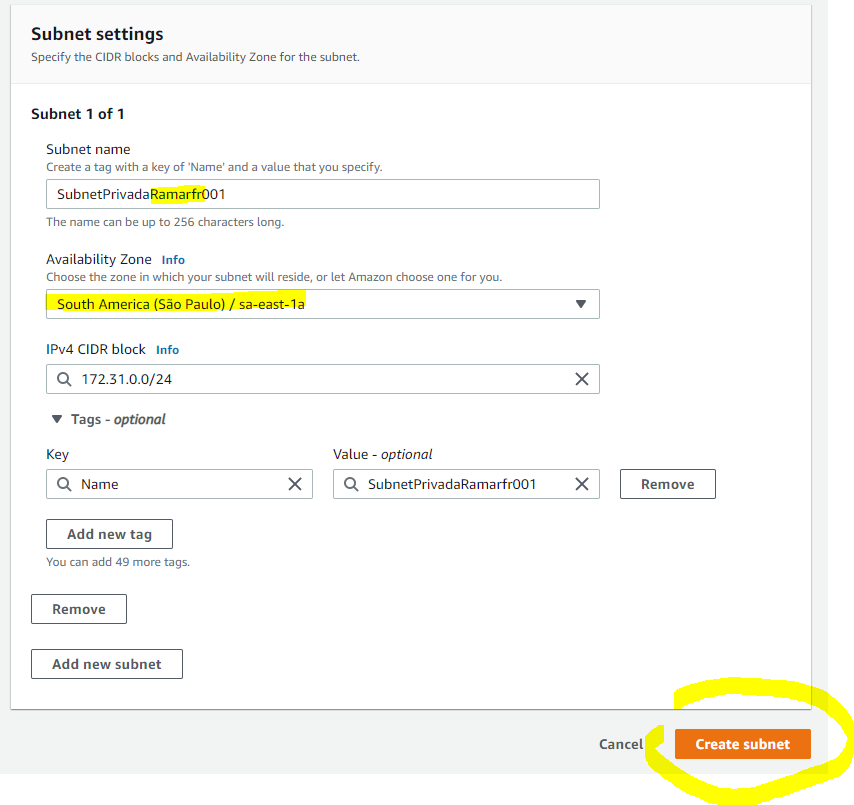 Subnet settings
Specify the CIDR blocks and Availability Zone for the subnet.
Subnet 1 of 1
Subnet name
Create a tag with a key of 'Name' and a value that you specify.
SubnetPrivadaRamarfr001
The name can be up to 256 characters long.
Availability Zone Info
Choose the zone in which your subnet will reside, or let Amazon choose one for you.
South America (São Paulo) / sa-east-1a
IPv4 CIDR block Info
172.31.0.0/24
Tags - optional
Key Value - optional
Name SubnetPrivadaRamarfr001 Remove
Add new tag
You can add 49 more tags.
Remove
Add new subnet
Cancel Create subnet